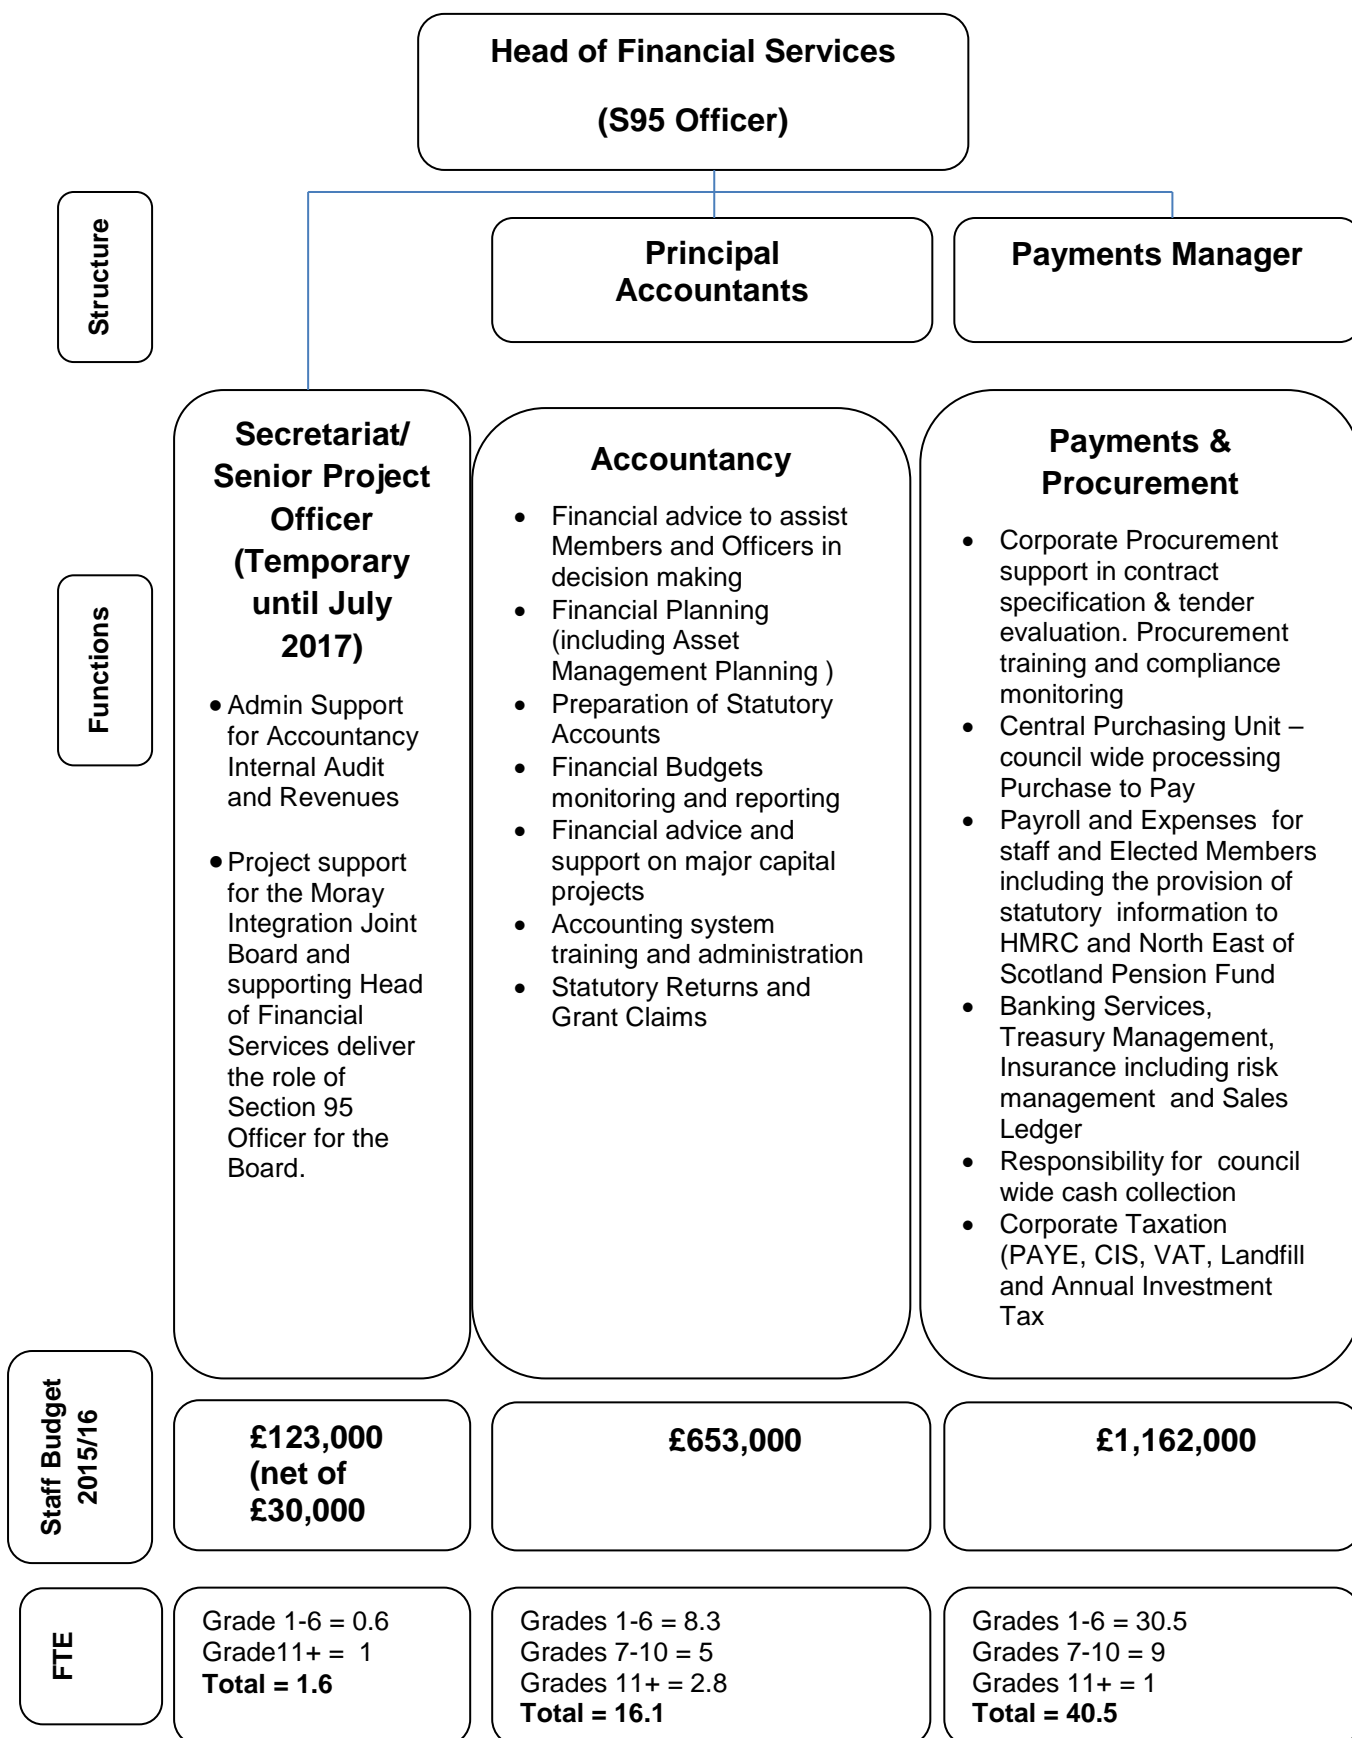 Head of Financial Services
(S95 Officer)
Structure
Principal
Accountants
Payments Manager
Functions
Secretariat/
Senior Project
Officer
(Temporary
until July
2017)
• Admin Support
for Accountancy
Internal Audit
and Revenues
• Project support
for the Moray
Integration Joint
Board and
supporting Head
of Financial
Services deliver
the role of
Section 95
Officer for the
Board.
Accountancy
• Financial advice to assist
Members and Officers in
decision making
• Financial Planning
(including Asset
Management Planning )
• Preparation of Statutory
Accounts
• Financial Budgets
monitoring and reporting
• Financial advice and
support on major capital
projects
• Accounting system
training and administration
• Statutory Returns and
Grant Claims
Payments &
Procurement
• Corporate Procurement
support in contract
specification & tender
evaluation. Procurement
training and compliance
monitoring
• Central Purchasing Unit –
council wide processing
Purchase to Pay
• Payroll and Expenses for
staff and Elected Members
including the provision of
statutory information to
HMRC and North East of
Scotland Pension Fund
• Banking Services,
Treasury Management,
Insurance including risk
management and Sales
Ledger
• Responsibility for council
wide cash collection
• Corporate Taxation
(PAYE, CIS, VAT, Landfill
and Annual Investment
Tax
Staff Budget
2015/16
£123,000
(net of
£30,000
£653,000
£1,162,000
FTE
Grade 1-6 = 0.6
Grade11+ = 1
Total = 1.6
Grades 1-6 = 8.3
Grades 7-10 = 5
Grades 11+ = 2.8
Total = 16.1
Grades 1-6 = 30.5
Grades 7-10 = 9
Grades 11+ = 1
Total = 40.5